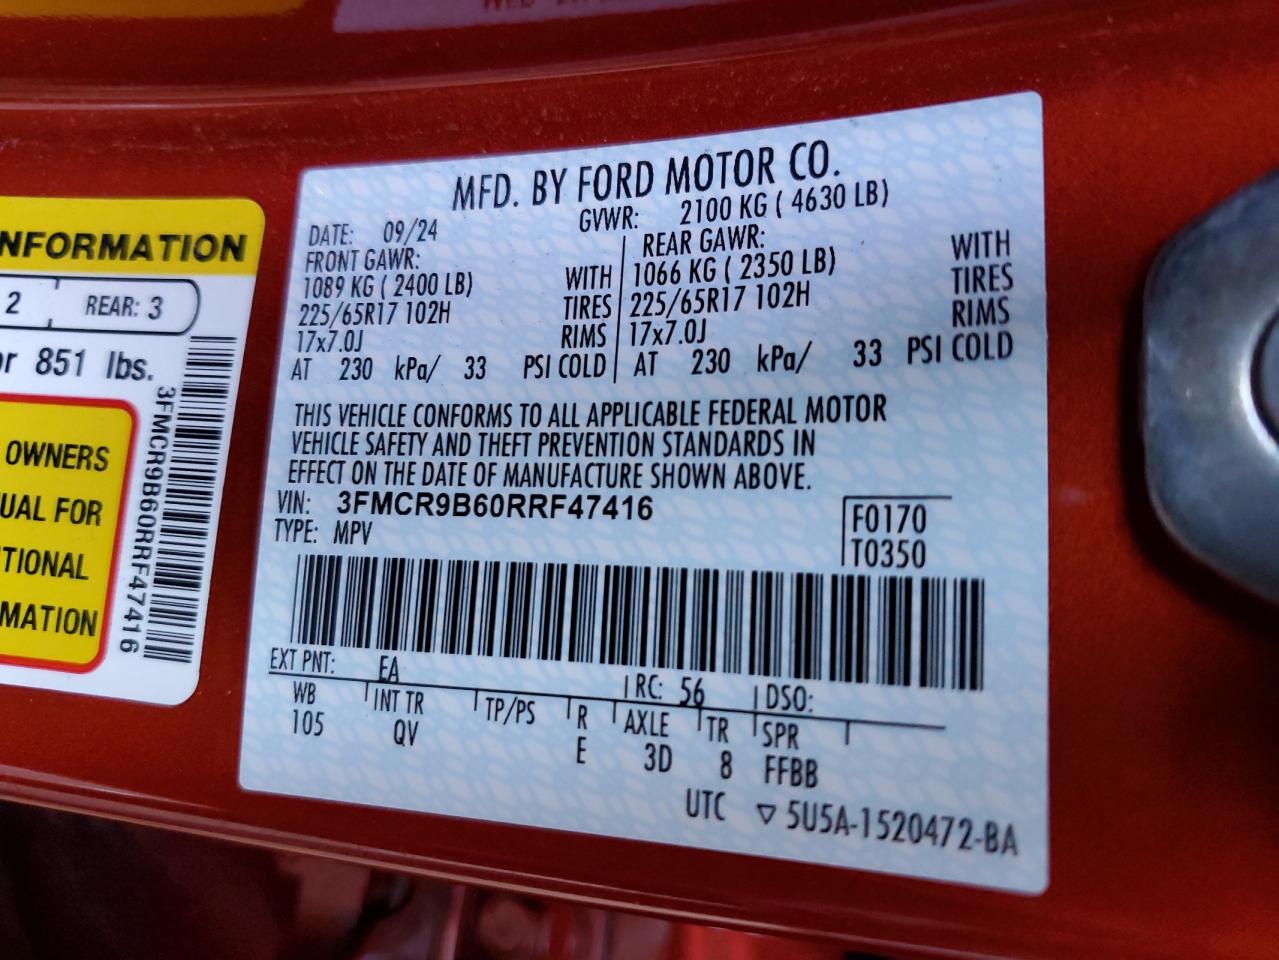 NFORMATION
2 REAR: 3
851 lbs.
OWNERS
UAL FOR
TIONAL
MATION
3FMCR9B60RRF47416
MFD. BY FORD MOTOR CO.
DATE: 09/24 GVWR: 2100 KG ( 4630 LB)
FRONT GAWR: REAR GAWR:
1089 KG ( 2400 LB) WITH 1066 KG ( 2350 LB) WITH
225/65R17 102H TIRES 225/65R17 102H TIRES
17x7.0J RIMS 17x7.0J RIMS
AT 230 kPa/ 33 PSI COLD AT 230 kPa/ 33 PSI COLD
THIS VEHICLE CONFORMS TO ALL APPLICABLE FEDERAL MOTOR
VEHICLE SAFETY AND THEFT PREVENTION STANDARDS IN
EFFECT ON THE DATE OF MANUFACTURE SHOWN ABOVE.
VIN: 3FMCR9B60RRF47416
TYPE: MPV
F0170
T0350
EXT PNT: EA RC: 56 DSO:
WB INT TR TP/PS R AXLE TR SPR
105 QV E 3D 8 FFBB
UTC ▽ 5U5A-1520472-BA